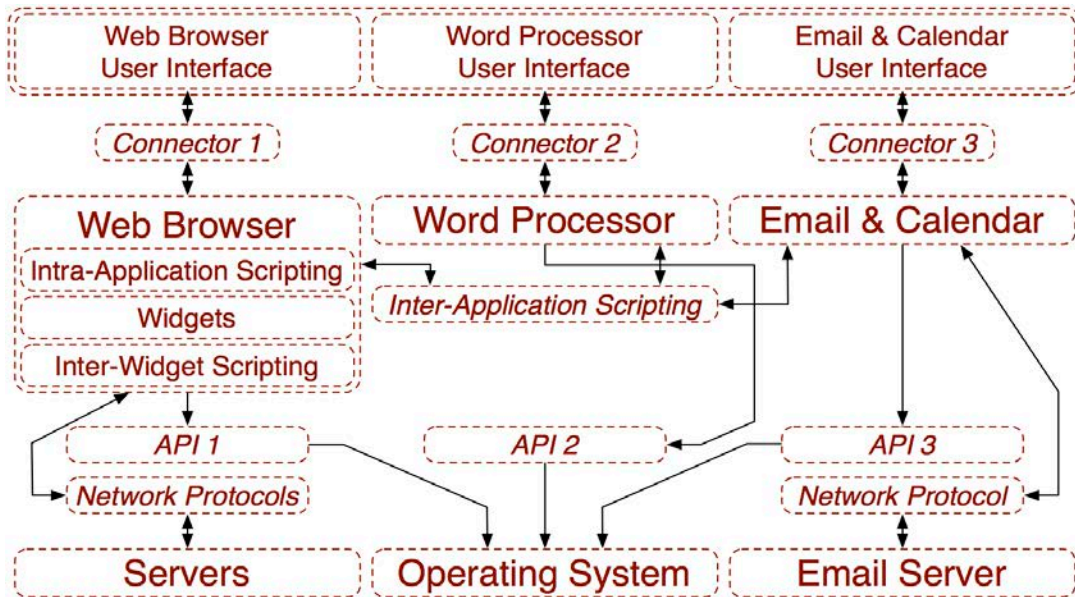 Web Browser
User Interface
Word Processor
User Interface
Email & Calendar
User Interface
Connector 1
Connector 2
Connector 3
Web Browser
Word Processor
Email & Calendar
Intra-Application Scripting
Inter-Application Scripting
Widgets
Inter-Widget Scripting
API 1
API 2
API 3
Network Protocols
Network Protocol
Servers
Operating System
Email Server